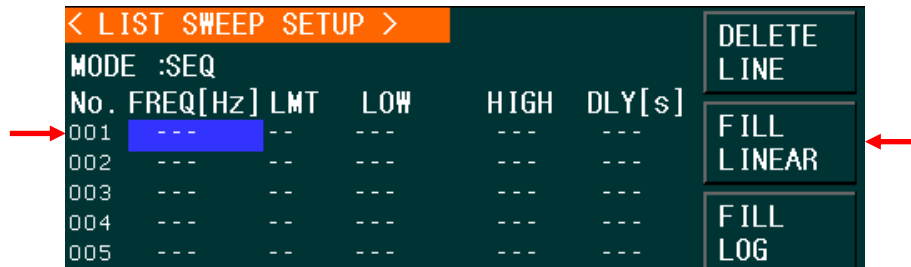 < LIST SWEEP SETUP >
MODE :SEQ
No. FREQ[Hz] LMT LOW HIGH DLY[s]
001 --- -- --- --- ---
002 --- -- --- --- ---
003 --- -- --- --- ---
004 --- -- --- --- ---
005 --- -- --- --- ---
DELETE
LINE
FILL
LINEAR
FILL
LOG